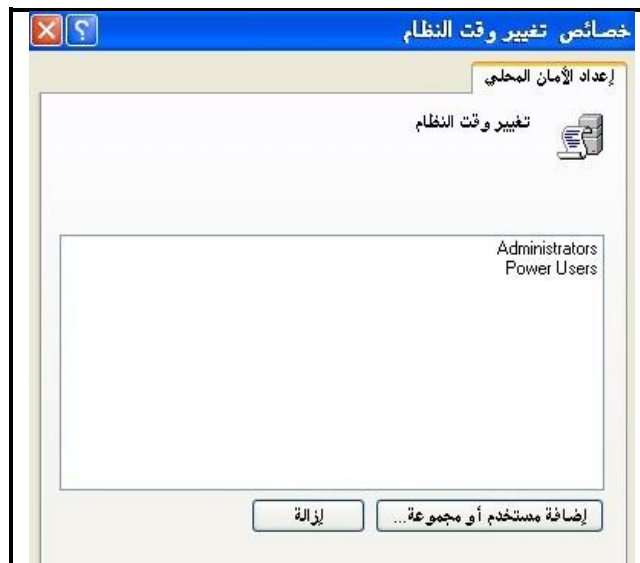 خصائص تغيير وقت النظام
إعداد الأمان المحلي
تغيير وقت النظام
Administrators
Power Users
إضافة مستخدم أو مجموعة...
إزالة